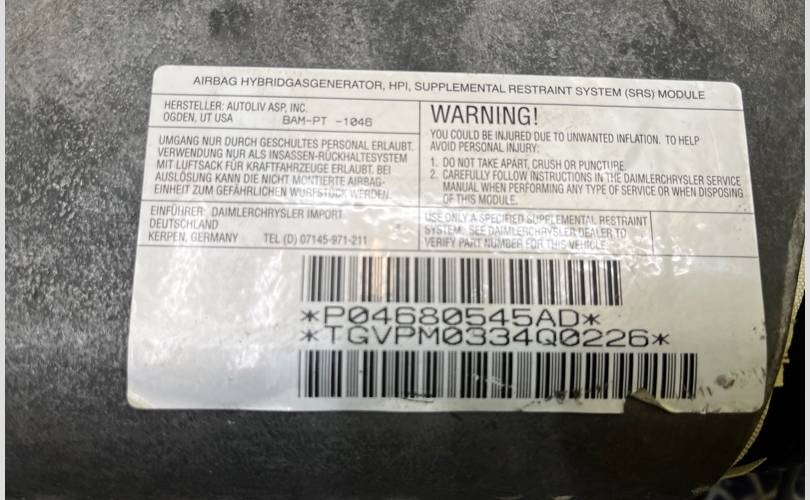 AIRBAG HYBRIDGASGENERATOR, HPI, SUPPLEMENTAL RESTRAINT SYSTEM (SRS) MODULE
HERSTELLER: AUTOLIV ASP, INC.
OGDEN, UT USA BAM-PT -1046
UMGANG NUR DURCH GESCHULTES PERSONAL ERLAUBT.
VERWENDUNG NUR ALS INSASSEN-RÜCKHALTESYSTEM
MIT LUFTSACK FÜR KRAFTFAHRZEUGE ERLAUBT. BEI
AUSLÖSUNG KANN DIE NICHT MONTIERTE AIRBAG-
EINHEIT ZUM GEFÄHRLICHEN WURFSTÜCK WERDEN.
EINFÜHRER: DAIMLERCHRYSLER IMPORT
DEUTSCHLAND
KERPEN, GERMANY TEL (D) 07145-971-211
WARNING!
YOU COULD BE INJURED DUE TO UNWANTED INFLATION. TO HELP
AVOID PERSONAL INJURY:
1. DO NOT TAKE APART, CRUSH OR PUNCTURE.
2. CAREFULLY FOLLOW INSTRUCTIONS IN THE DAIMLERCHRYSLER SERVICE
MANUAL WHEN PERFORMING ANY TYPE OF SERVICE OR WHEN DISPOSING
OF THIS MODULE.
USE ONLY A SPECIFIED SUPPLEMENTAL RESTRAINT
SYSTEM. SEE DAIMLERCHRYSLER DEALER TO
VERIFY PART NUMBER FOR THIS VEHICLE.
*P04680545AD*
*TGVPM0334Q0226*